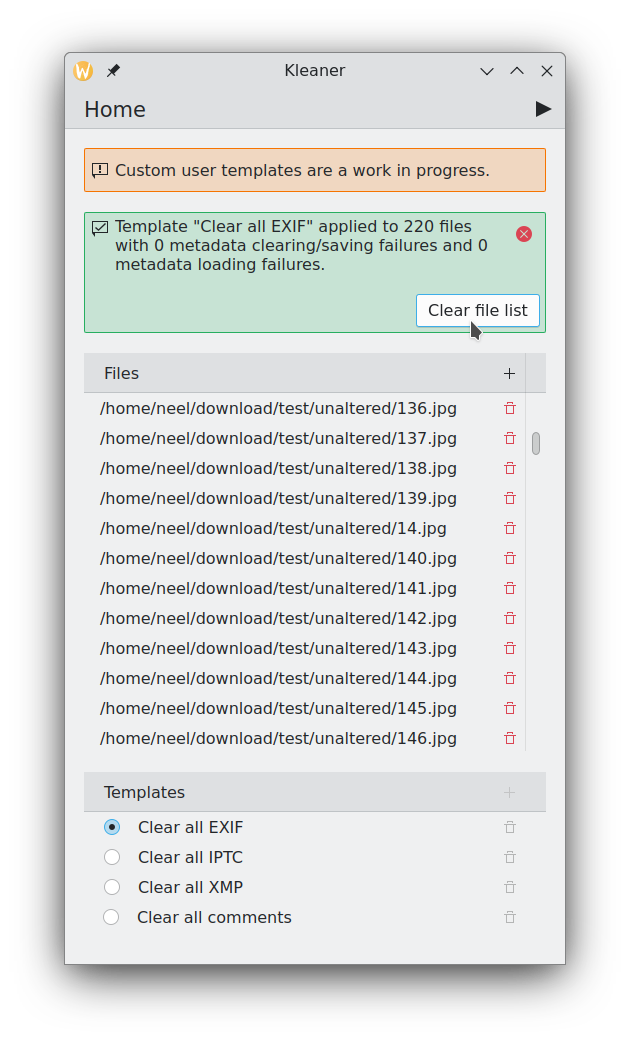 Kleaner
Home
Custom user templates are a work in progress.
Template "Clear all EXIF" applied to 220 files
with 0 metadata clearing/saving failures and 0
metadata loading failures.
Clear file list
Files
/home/neel/download/test/unaltered/136.jpg
/home/neel/download/test/unaltered/137.jpg
/home/neel/download/test/unaltered/138.jpg
/home/neel/download/test/unaltered/139.jpg
/home/neel/download/test/unaltered/14.jpg
/home/neel/download/test/unaltered/140.jpg
/home/neel/download/test/unaltered/141.jpg
/home/neel/download/test/unaltered/142.jpg
/home/neel/download/test/unaltered/143.jpg
/home/neel/download/test/unaltered/144.jpg
/home/neel/download/test/unaltered/145.jpg
/home/neel/download/test/unaltered/146.jpg
Templates
Clear all EXIF
Clear all IPTC
Clear all XMP
Clear all comments